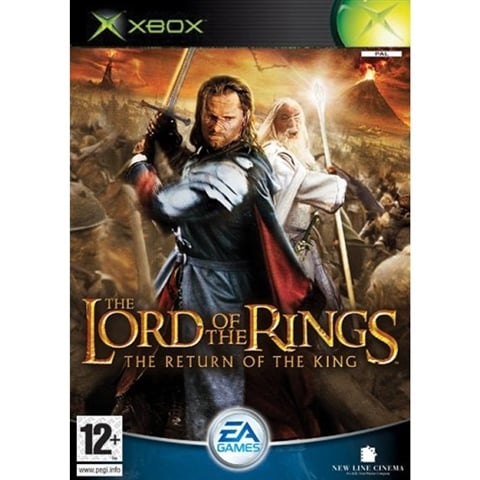 XBOX
PAL
THE
LORD OF THE RINGS
THE RETURN OF THE KING
12+
www.pegi.info
EA
GAMES
NEW LINE CINEMA